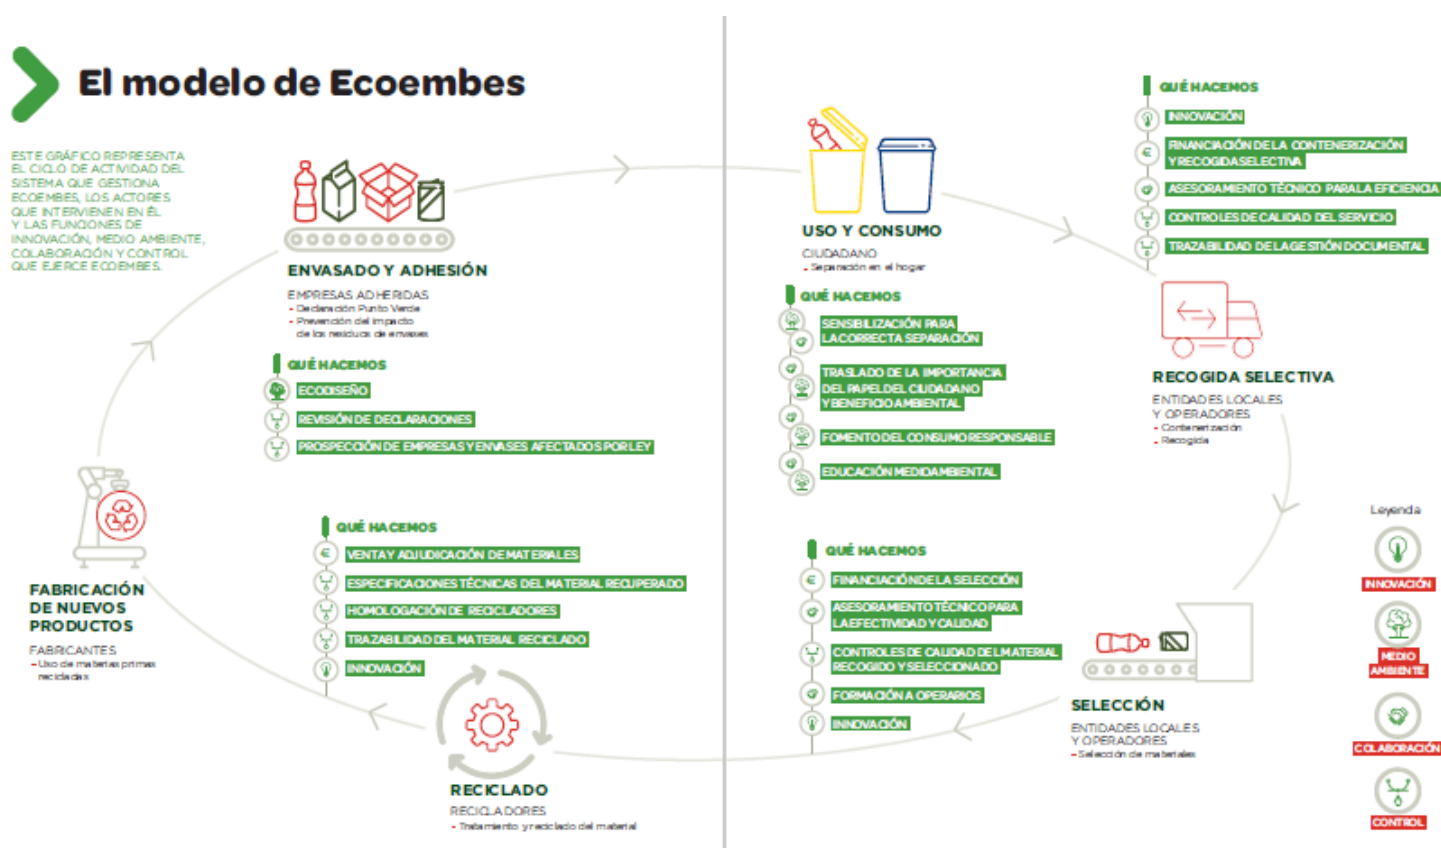 El modelo de Ecoembes
ESTE GRÁFICO REPRESENTA
EL CICLO DE ACTIVIDAD DEL
SISTEMA QUE GESTIONA
ECOEMBES, LOS ACTORES
QUE INTERVIENEN EN ÉL
Y LAS FUNCIONES DE
INNOVACIÓN, MEDIO AMBIENTE,
COLABORACIÓN Y CONTROL
QUE EJERCE ECOEMBES.
ENVASADO Y ADHESIÓN
EMPRESAS ADHERIDAS
- Declaración Punto Verde
- Prevención del impacto
de los residuos de envases
QUÉ HACEMOS
ECODISEÑO
REVISIÓN DE DECLARACIONES
PROSPECCIÓN DE EMPRESAS Y ENVASES AFECTADOS POR LEY
USO Y CONSUMO
CIUDADANO
- Separación en el hogar
QUÉ HACEMOS
SENSIBILIZACIÓN PARA
LA CORRECTA SEPARACIÓN
TRASLADO DE LA IMPORTANCIA
DEL PAPEL DEL CIUDADANO
Y BENEFICIO AMBIENTAL
FOMENTO DEL CONSUMO RESPONSABLE
EDUCACIÓN MEDIOAMBIENTAL
QUÉ HACEMOS
INNOVACIÓN
FINANCIACIÓN DE LA CONTENERIZACIÓN
Y RECOGIDA SELECTIVA
ASESORAMIENTO TÉCNICO PARA LA EFICIENCIA
CONTROLES DE CALIDAD DEL SERVICIO
TRAZABILIDAD DE LA GESTIÓN DOCUMENTAL
RECOGIDA SELECTIVA
ENTIDADES LOCALES
Y OPERADORES
- Contenerización
- Recogida
QUÉ HACEMOS
FINANCIACIÓN DE LA SELECCIÓN
ASESORAMIENTO TÉCNICO PARA
LA EFECTIVIDAD Y CALIDAD
CONTROLES DE CALIDAD DEL MATERIAL
RECOGIDO Y SELECCIONADO
FORMACIÓN A OPERARIOS
INNOVACIÓN
SELECCIÓN
ENTIDADES LOCALES
Y OPERADORES
- Selección de materiales
QUÉ HACEMOS
VENTA Y ADJUDICACIÓN DE MATERIALES
ESPECIFICACIONES TÉCNICAS DEL MATERIAL RECUPERADO
HOMOLOGACIÓN DE RECICLADORES
TRAZABILIDAD DEL MATERIAL RECICLADO
INNOVACIÓN
RECICLADO
RECICLADORES
- Tratamiento y reciclado del material
FABRICACIÓN
DE NUEVOS
PRODUCTOS
FABRICANTES
- Uso de materias primas
recicladas
Leyenda
INNOVACIÓN
MEDIO
AMBIENTE
COLABORACIÓN
CONTROL